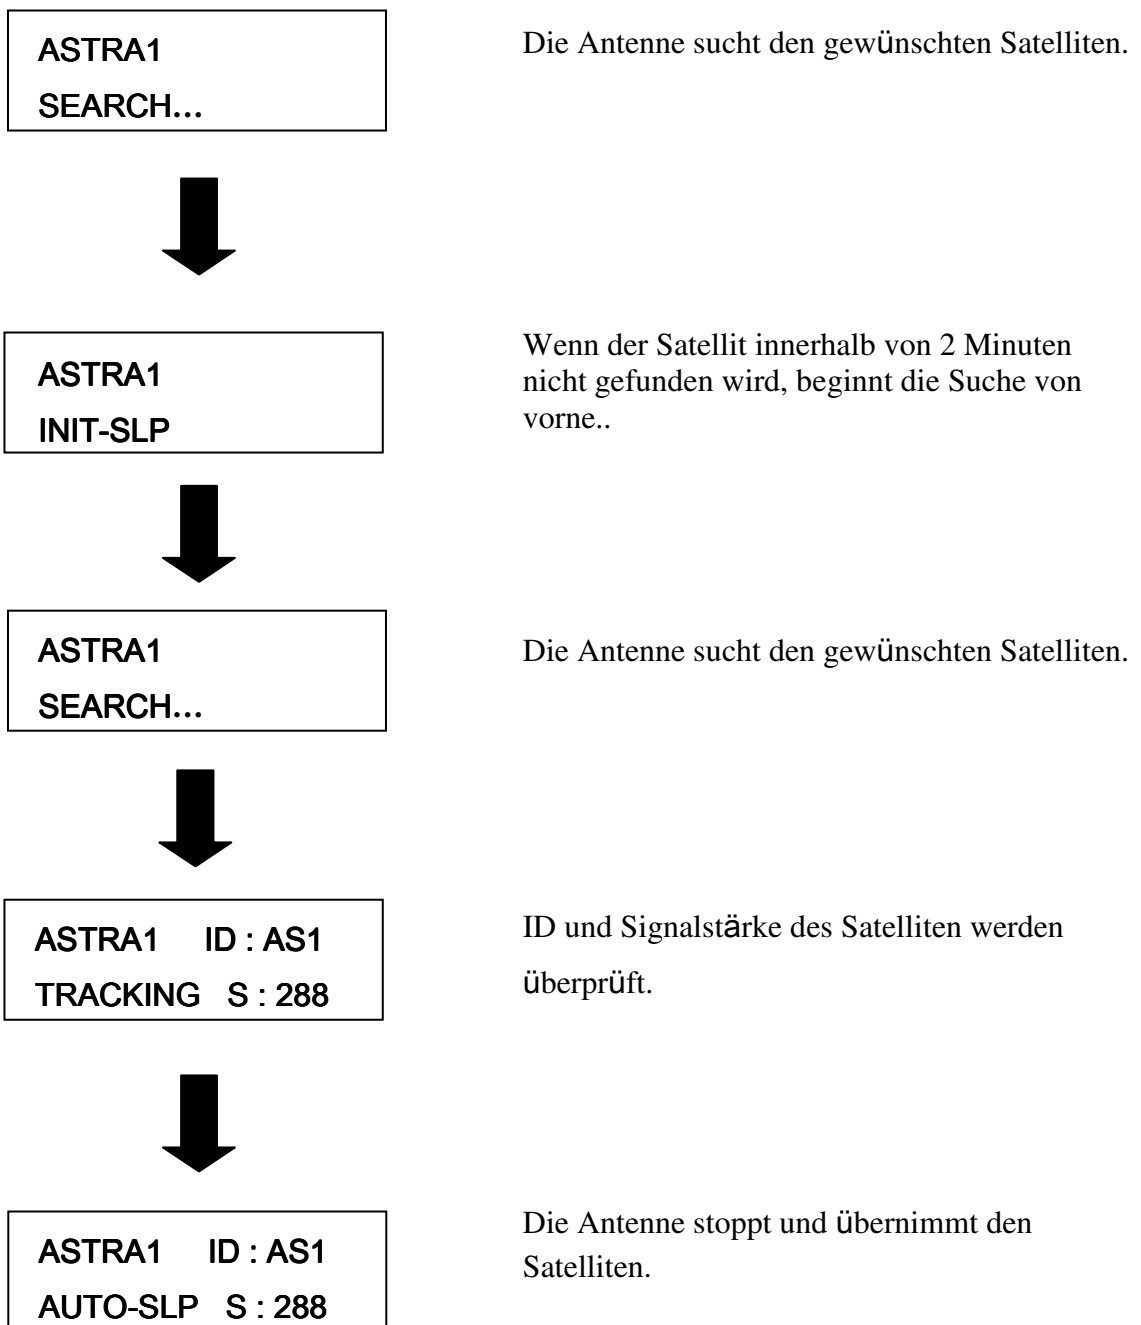 ASTRA1
SEARCH...
Die Antenne sucht den gewünschten Satelliten.
ASTRA1
INIT-SLP
Wenn der Satellit innerhalb von 2 Minuten
nicht gefunden wird, beginnt die Suche von
vorne..
ASTRA1
SEARCH...
Die Antenne sucht den gewünschten Satelliten.
ASTRA1 ID : AS1
TRACKING S : 288
ID und Signalstärke des Satelliten werden
überprüft.
ASTRA1 ID : AS1
AUTO-SLP S : 288
Die Antenne stoppt und übernimmt den
Satelliten.